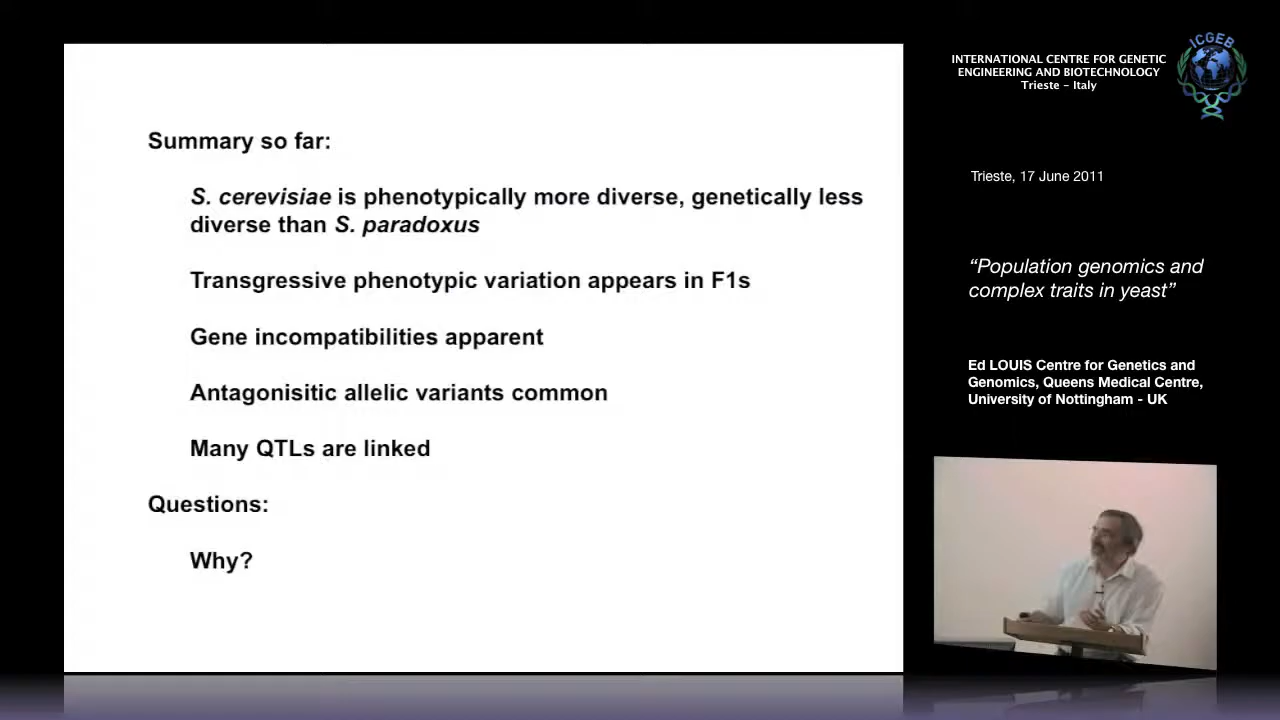 Summary so far:
S. cerevisiae is phenotypically more diverse, genetically less
diverse than S. paradoxus
Transgressive phenotypic variation appears in F1s
Gene incompatibilities apparent
Antagonisitic allelic variants common
Many QTLs are linked
Questions:
Why?
INTERNATIONAL CENTRE FOR GENETIC
ENGINEERING AND BIOTECHNOLOGY
Trieste – Italy
ICGEB
Trieste, 17 June 2011
“Population genomics and
complex traits in yeast”
Ed LOUIS Centre for Genetics and
Genomics, Queens Medical Centre,
University of Nottingham - UK